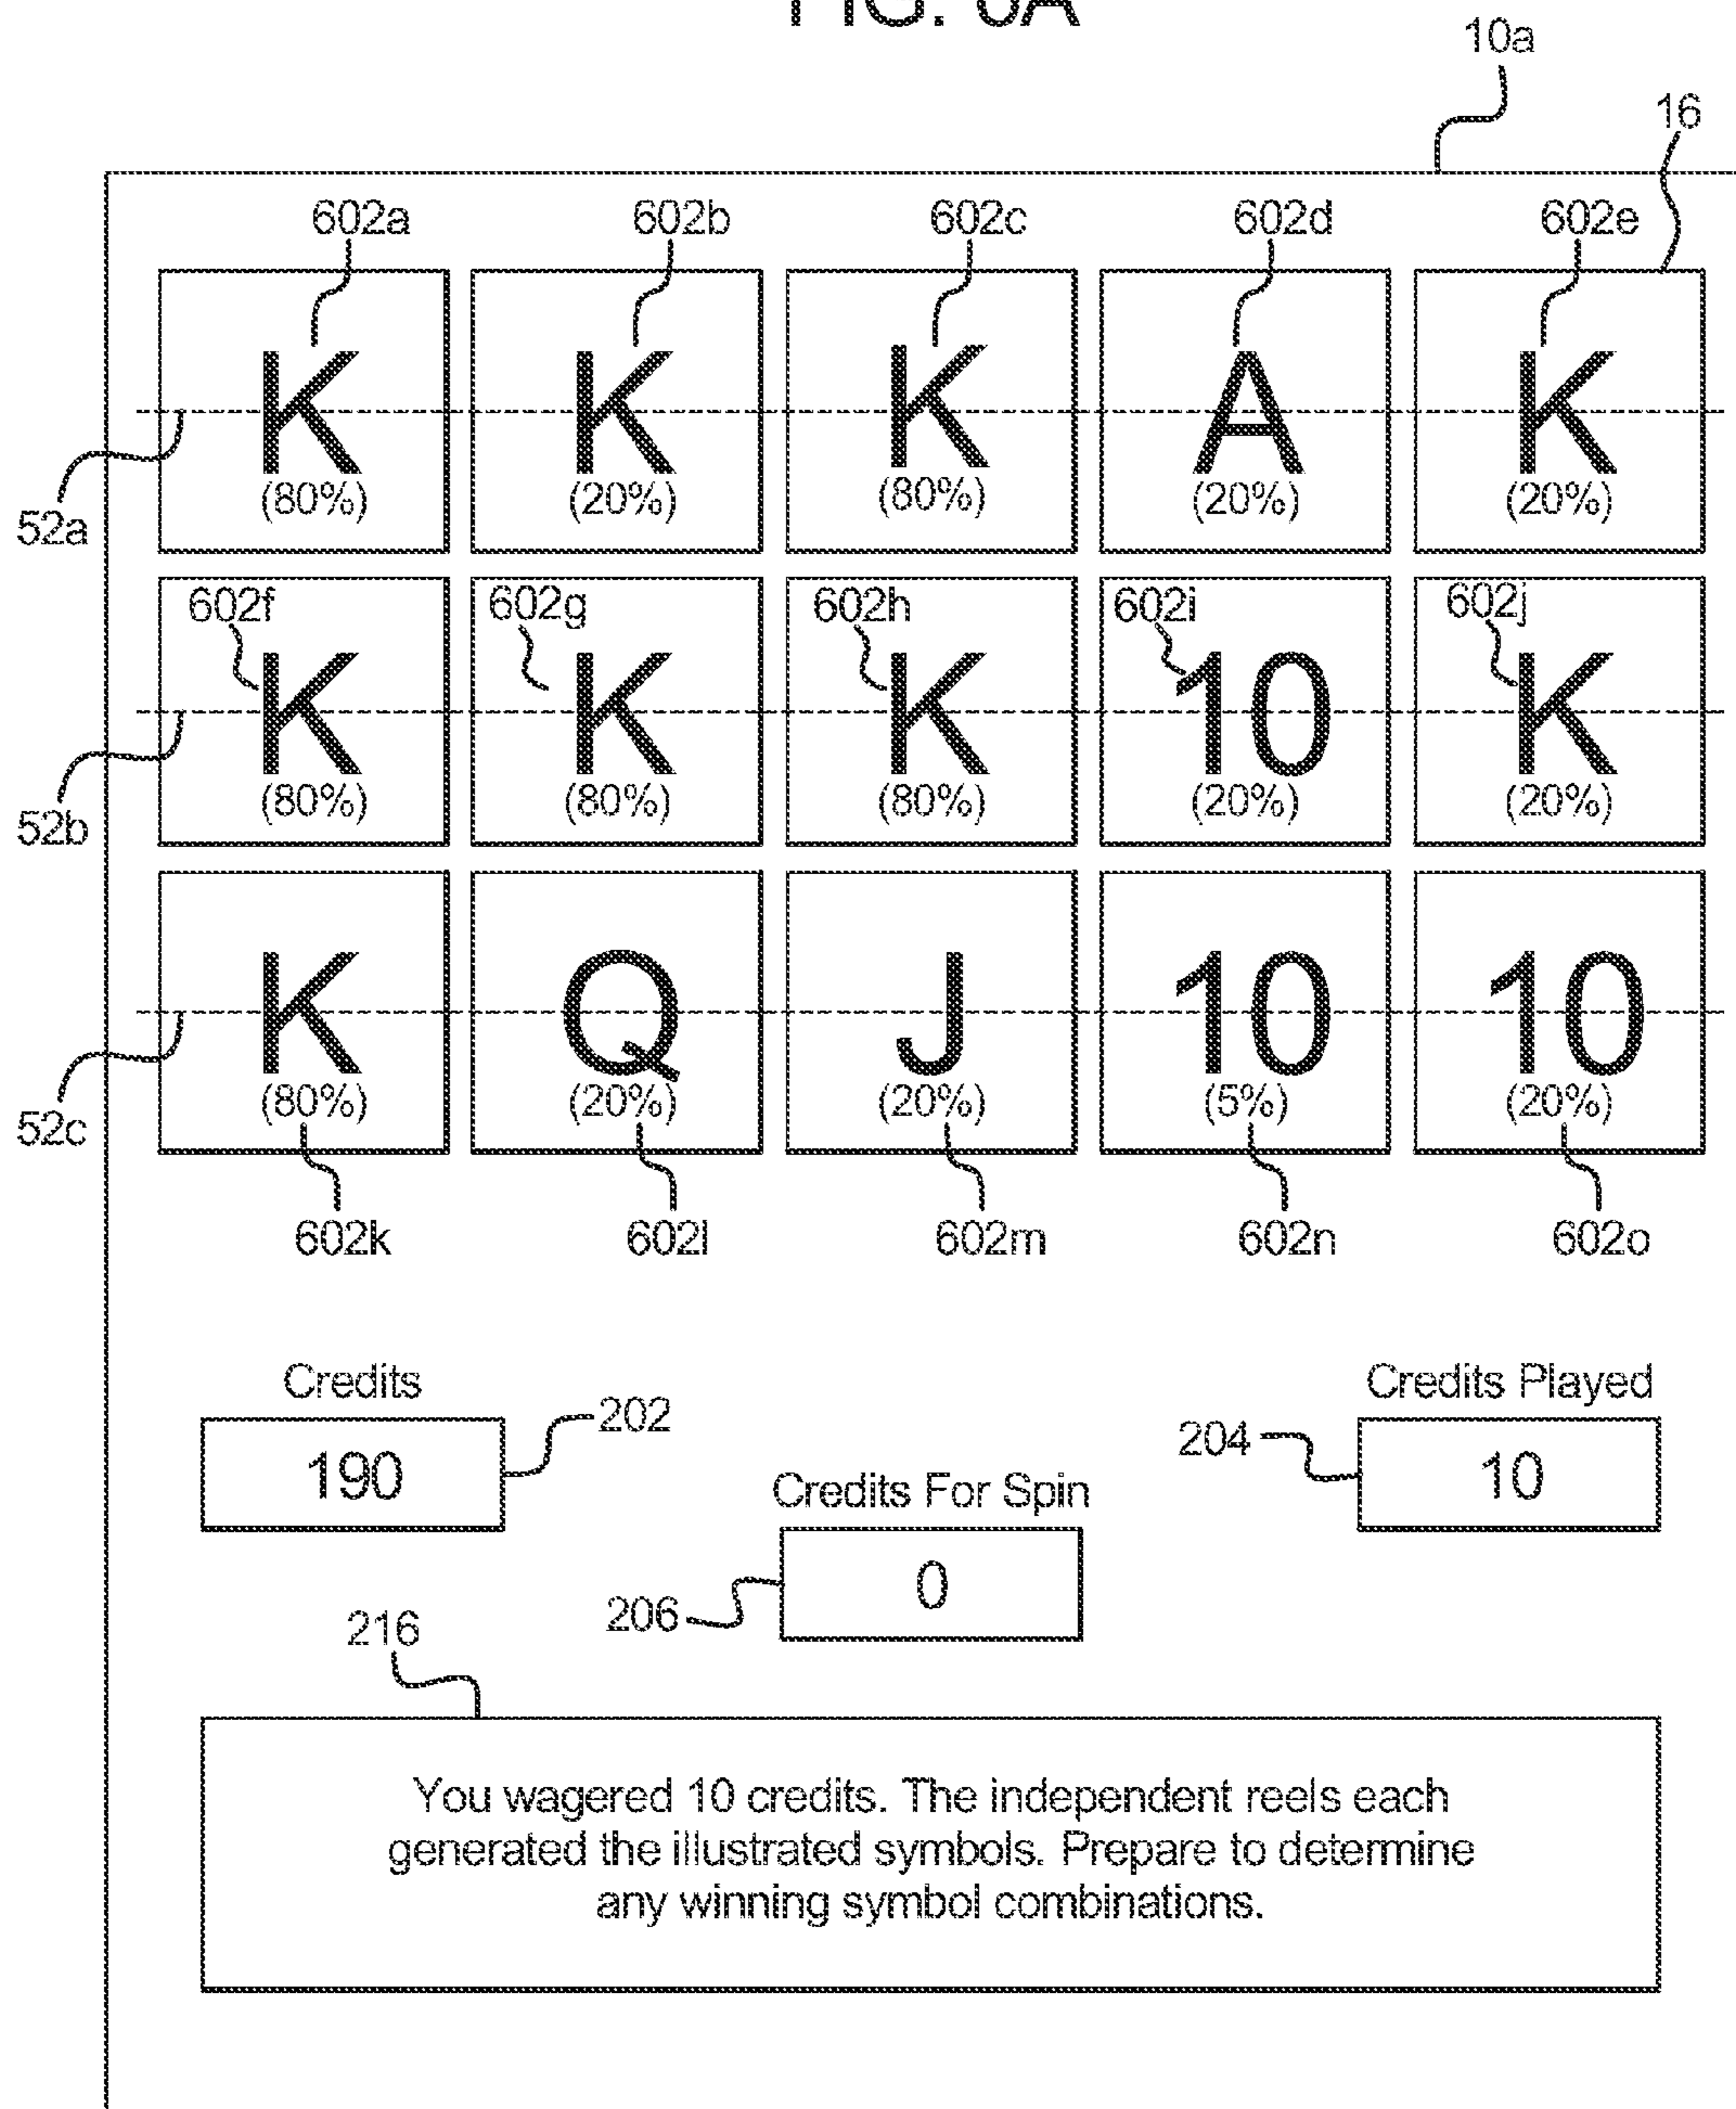 10a
16
602a 602b 602c 602d 602e
K K K A K
(80%) (20%) (80%) (20%) (20%)
52a
602f 602g 602h 602i 602j
K K K 10 K
(80%) (80%) (80%) (20%) (20%)
52b
K Q J 10 10
(80%) (20%) (20%) (5%) (20%)
52c
602k 602l 602m 602n 602o
Credits Credits Played
202 204
190 10
Credits For Spin
0
206
216
You wagered 10 credits. The independent reels each
generated the illustrated symbols. Prepare to determine
any winning symbol combinations.